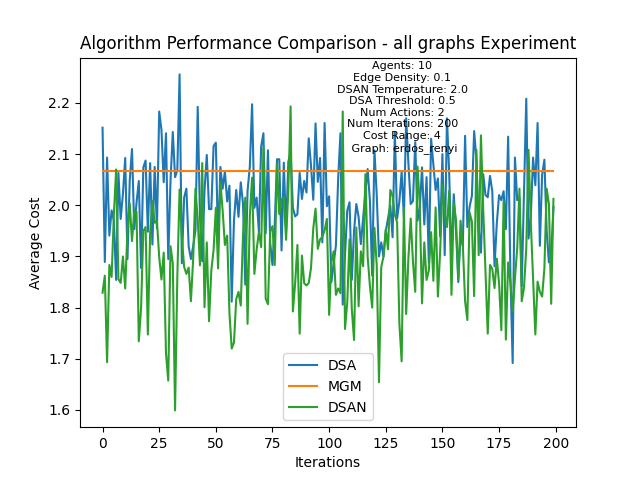 Algorithm Performance Comparison - all graphs Experiment
Agents: 10
Edge Density: 0.1
DSAN Temperature: 2.0
DSA Threshold: 0.5
Num Actions: 2
Num Iterations: 200
Cost Range: 4
Graph: erdos_renyi
Average Cost
2.2
2.1
2.0
1.9
1.8
1.7
1.6
DSA
MGM
DSAN
0 25 50 75 100 125 150 175 200
Iterations